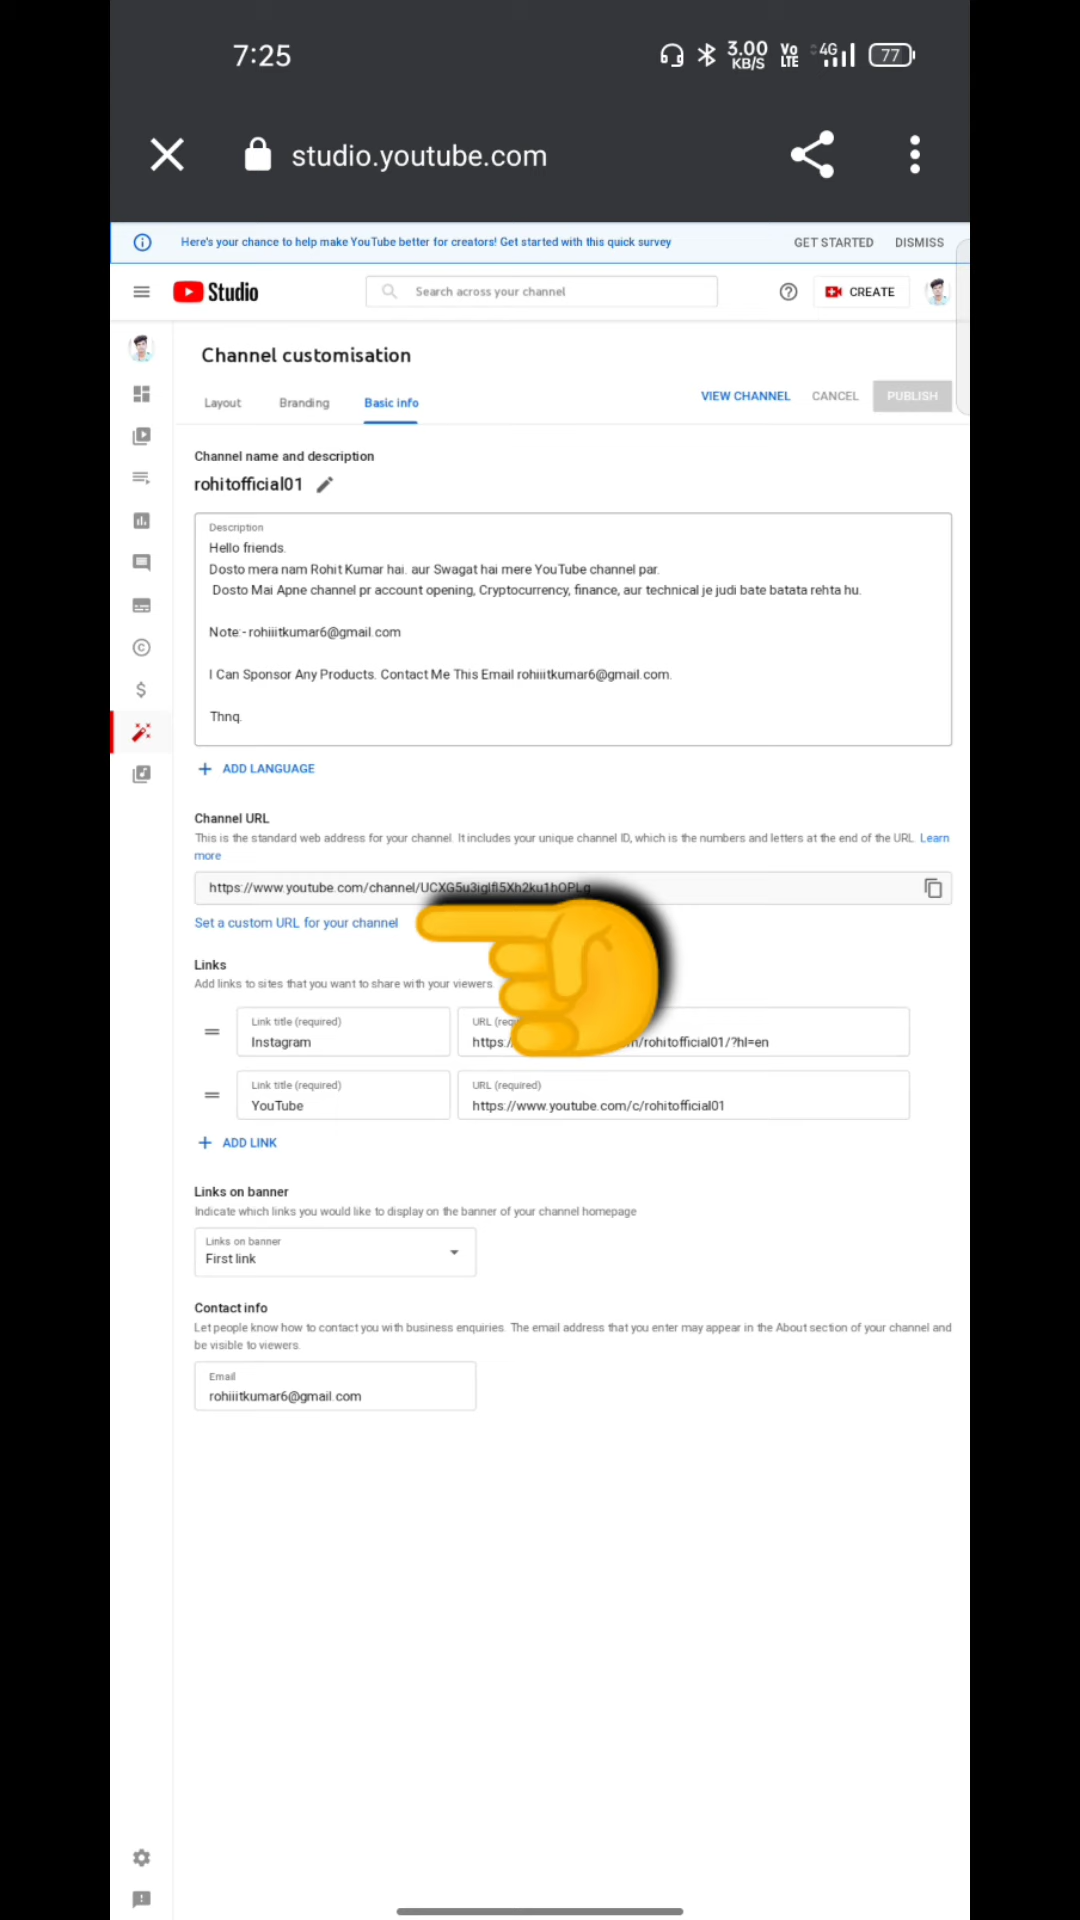 7:25
3.00 KB/S Vo LTE 4G 77
studio.youtube.com
Here's your chance to help make YouTube better for creators! Get started with this quick survey GET STARTED DISMISS
Studio Search across your channel CREATE
Channel customisation
Layout Branding Basic info VIEW CHANNEL CANCEL PUBLISH
Channel name and description
rohitofficial01
Description
Hello friends.
Dosto mera nam Rohit Kumar hai. aur Swagat hai mere YouTube channel par.
Dosto Mai Apne channel pr account opening, Cryptocurrency, finance, aur technical je judi bate batata rehta hu.
Note:- rohiiitkumar6@gmail.com
I Can Sponsor Any Products. Contact Me This Email rohiiitkumar6@gmail.com.
Thnq.
+ ADD LANGUAGE
Channel URL
This is the standard web address for your channel. It includes your unique channel ID, which is the numbers and letters at the end of the URL. Learn
more
https://www.youtube.com/channel/
Set a custom URL for your channel
Links
Add links to sites that you want to share with your viewers
Link title (required) URL
Instagram https:/ /rohitofficial01/?hl=en
Link title (required) URL (required)
YouTube https://www.youtube.com/c/rohitofficial01
+ ADD LINK
Links on banner
Indicate which links you would like to display on the banner of your channel homepage
Links on banner
First link
Contact info
Let people know how to contact you with business enquiries. The email address that you enter may appear in the About section of your channel and
be visible to viewers.
Email
rohiiitkumar6@gmail.com